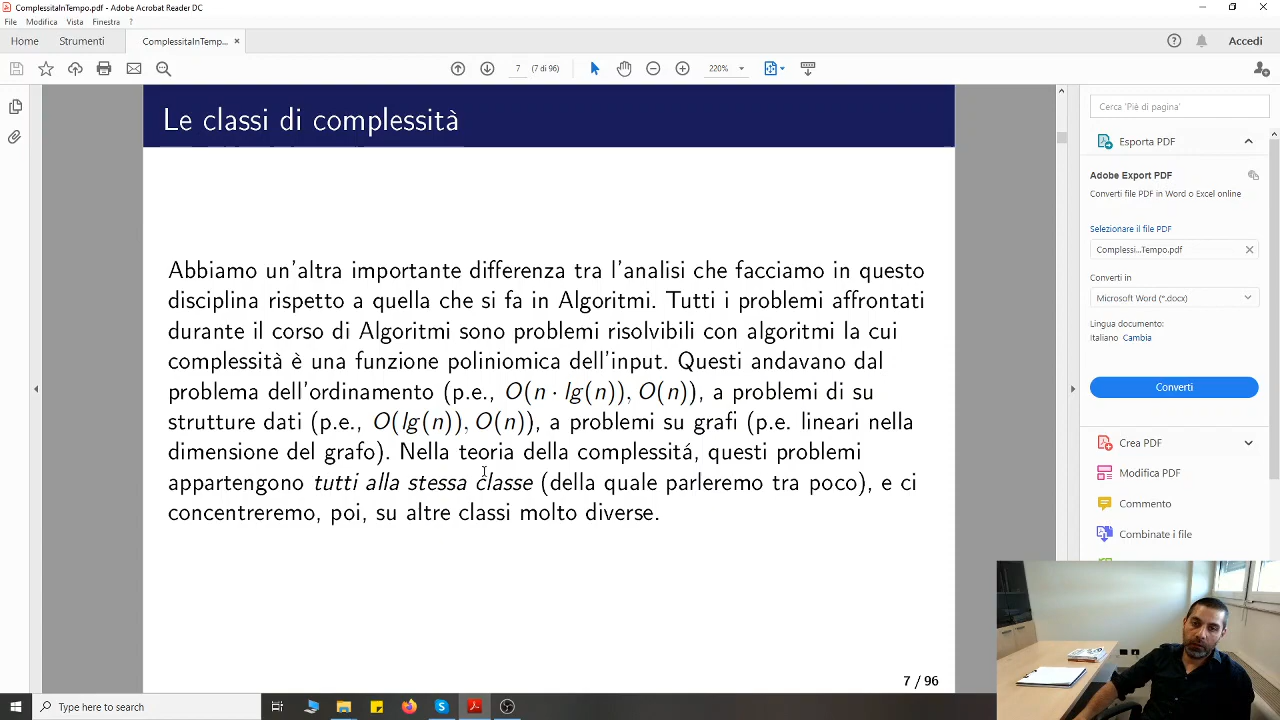 ComplessitaInTempo.pdf - Adobe Acrobat Reader DC
File Modifica Vista Finestra ?
Home Strumenti ComplessitaInTemp... × Accedi
7 (7 di 96) 220%
Le classi di complessità
Abbiamo un'altra importante differenza tra l'analisi che facciamo in questo
disciplina rispetto a quella che si fa in Algoritmi. Tutti i problemi affrontati
durante il corso di Algoritmi sono problemi risolvibili con algoritmi la cui
complessità è una funzione poliniomica dell'input. Questi andavano dal
problema dell'ordinamento (p.e., O(n · lg(n)), O(n)), a problemi di su
strutture dati (p.e., O(lg(n)), O(n)), a problemi su grafi (p.e. lineari nella
dimensione del grafo). Nella teoria della complessitá, questi problemi
appartengono tutti alla stessa classe (della quale parleremo tra poco), e ci
concentreremo, poi, su altre classi molto diverse.
7 / 96
Cerca 'Piè di pagina'
Esporta PDF
Adobe Export PDF
Converti file PDF in Word o Excel online
Selezionare il file PDF
Complessi...Tempo.pdf
Converti in
Microsoft Word (*.docx)
Lingua documento:
Italiano Cambia
Converti
Crea PDF
Modifica PDF
Commento
Combinate i file
Type here to search